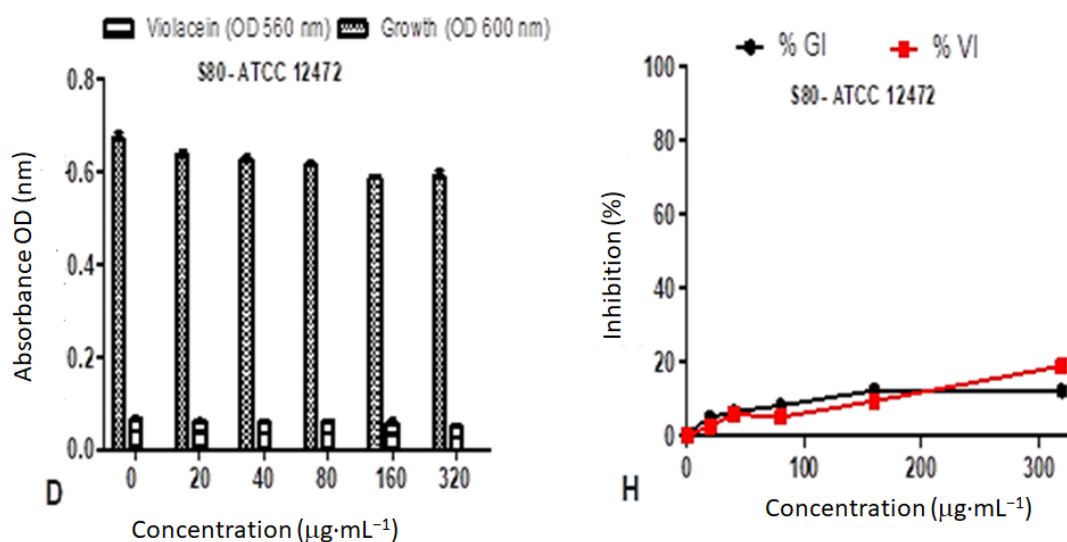 Violacein (OD 560 nm) Growth (OD 600 nm)
S80- ATCC 12472
Absorbance OD (nm)
0.8
0.6
0.4
0.2
0.0
0 20 40 80 160 320
D
Concentration (µg·mL⁻¹)
% GI % VI
S80- ATCC 12472
Inhibition (%)
100
80
60
40
20
0
0 100 200 300
H
Concentration (µg·mL⁻¹)